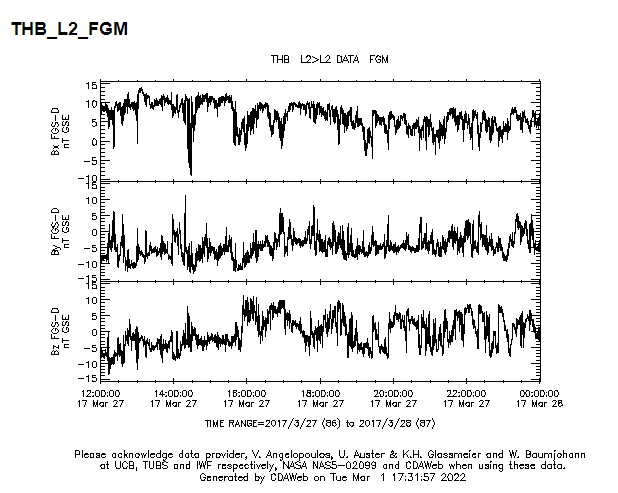 THB_L2_FGM
THB L2>L2 DATA FGM
Bx FGS-D
nT GSE
15
10
5
0
-5
-10
By FGS-D
nT GSE
15
10
5
0
-5
-10
-15
Bz FGS-D
nT GSE
15
10
5
0
-5
-10
-15
12:00:00 14:00:00 16:00:00 18:00:00 20:00:00 22:00:00 00:00:00
17 Mar 27 17 Mar 27 17 Mar 27 17 Mar 27 17 Mar 27 17 Mar 27 17 Mar 28
TIME RANGE=2017/3/27 (86) to 2017/3/28 (87)
Please acknowledge data provider, V. Angelopoulos, U. Auster & K.H. Glassmeier and W. Baumjohann
at UCB, TUBS and IWF respectively, NASA NAS5-02099 and CDAWeb when using these data.
Generated by CDAWeb on Tue Mar 1 17:31:57 2022